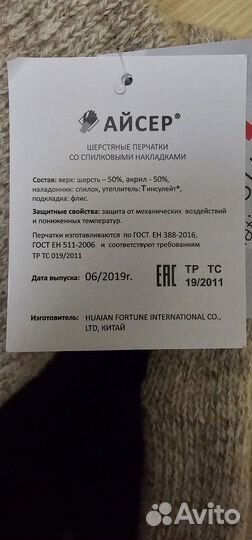 АЙСЕР®
ШЕРСТЯНЫЕ ПЕРЧАТКИ
СО СПИЛКОВЫМИ НАКЛАДКАМИ
Состав: верх: шерсть – 50%, акрил - 50%,
наладонник: спилок, утеплитель: Тинсулейт®,
подкладка: флис.
Защитные свойства: защита от механических воздействий
и пониженных температур.
Перчатки изготавливаются по ГОСТ EN 388-2016,
ГОСТ ЕН 511-2006 и соответствуют требованиям
ТР ТС 019/2011
Дата выпуска: 06/2019г.
ЕАС ТР ТС
19/2011
Изготовитель: HUAIAN FORTUNE INTERNATIONAL CO.,
LTD, КИТАЙ
Avito